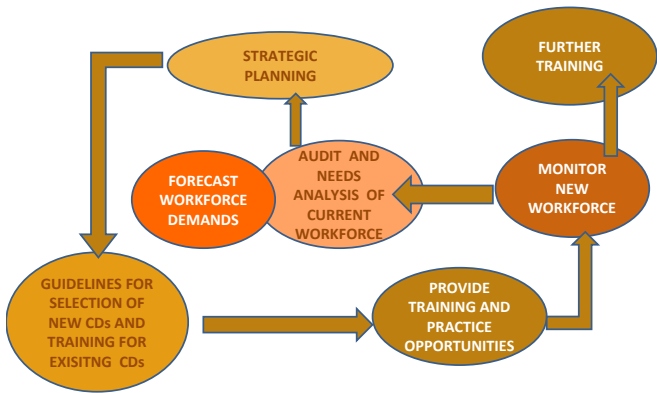 STRATEGIC
PLANNING
FURTHER
TRAINING
FORECAST
WORKFORCE
DEMANDS
AUDIT AND
NEEDS
ANALYSIS OF
CURRENT
WORKFORCE
MONITOR
NEW
WORKFORCE
GUIDELINES FOR
SELECTION OF
NEW CDs AND
TRAINING FOR
EXISITNG CDs
PROVIDE
TRAINING AND
PRACTICE
OPPORTUNITIES